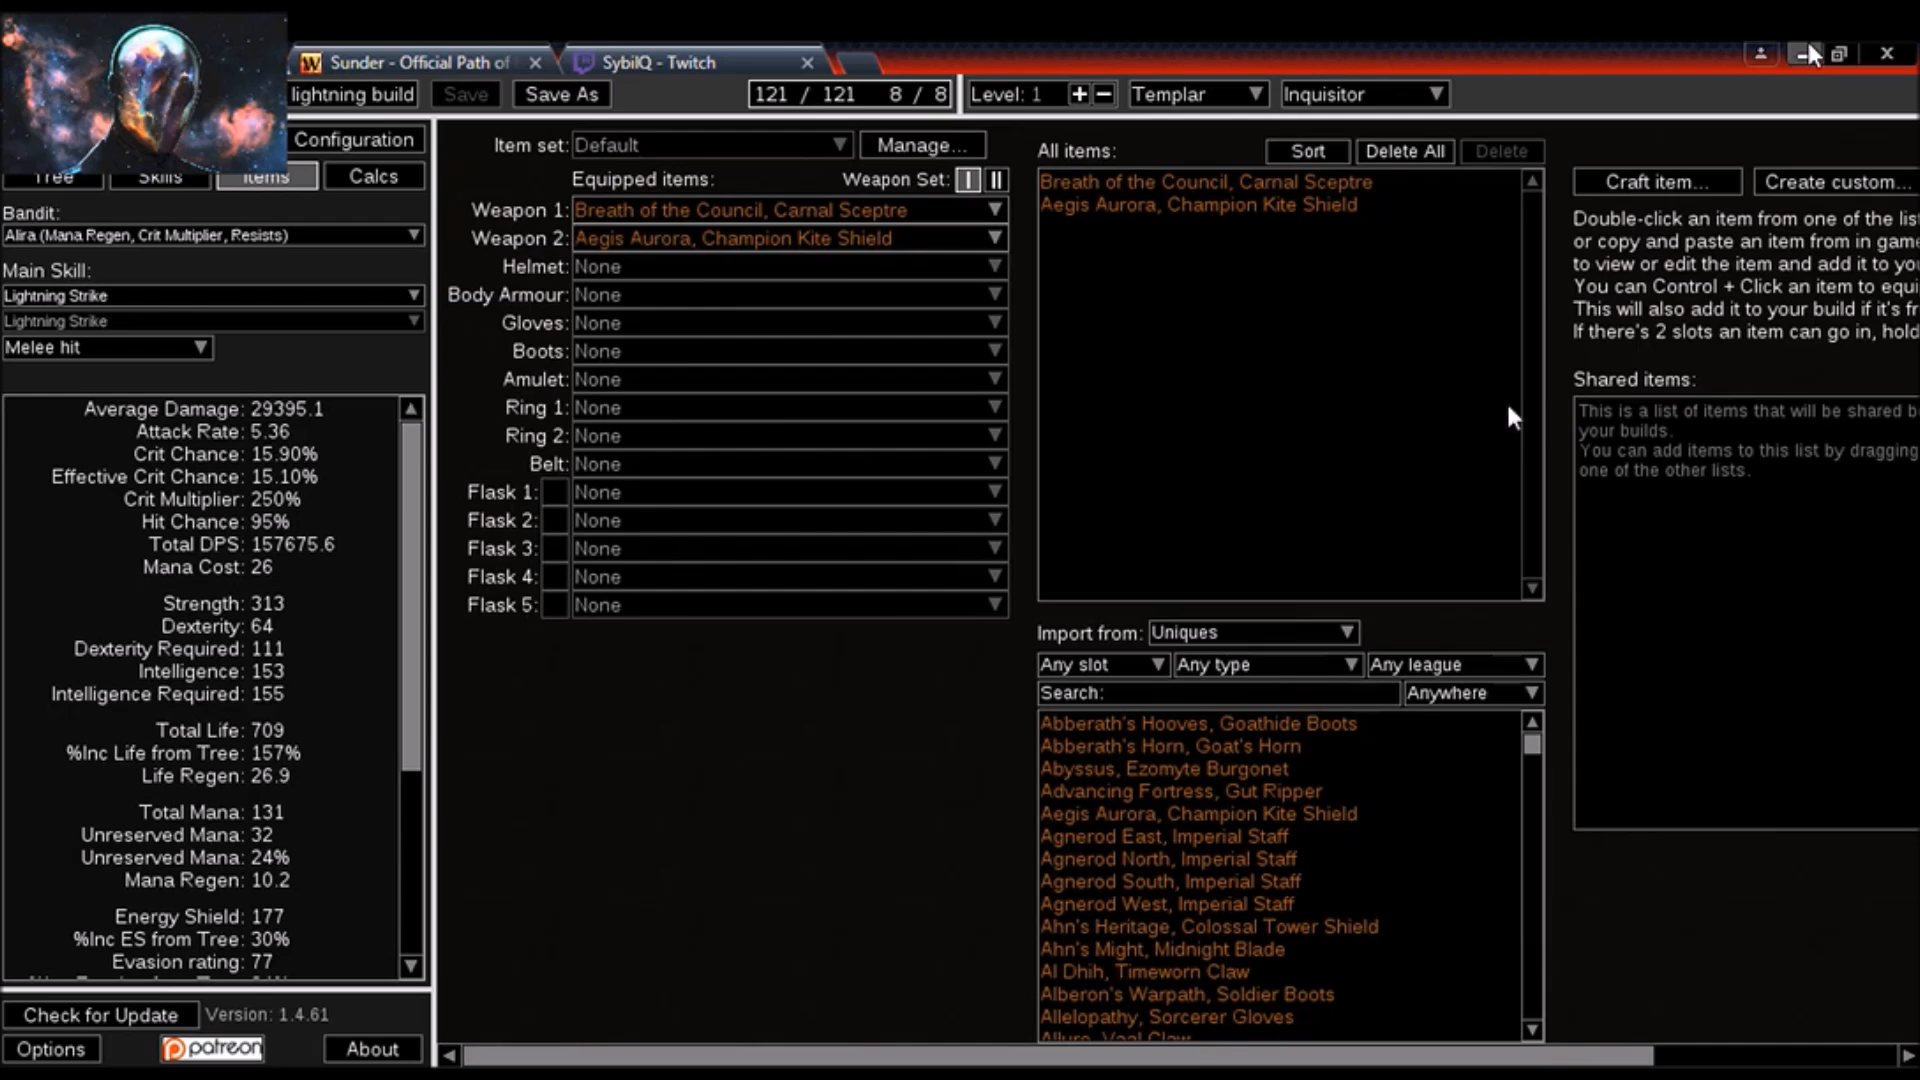 Sunder - Official Path of
SybilQ - Twitch
lightning build
Save
Save As
121 / 121 8 / 8
Level: 1
Templar
Inquisitor
Configuration
Tree
Skills
Items
Calcs
Bandit:
Alira (Mana Regen, Crit Multiplier, Resists)
Main Skill:
Lightning Strike
Lightning Strike
Melee hit
Average Damage: 29395.1
Attack Rate: 5.36
Crit Chance: 15.90%
Effective Crit Chance: 15.10%
Crit Multiplier: 250%
Hit Chance: 95%
Total DPS: 157675.6
Mana Cost: 26
Strength: 313
Dexterity: 64
Dexterity Required: 111
Intelligence: 153
Intelligence Required: 155
Total Life: 709
%Inc Life from Tree: 157%
Life Regen: 26.9
Total Mana: 131
Unreserved Mana: 32
Unreserved Mana: 24%
Mana Regen: 10.2
Energy Shield: 177
%Inc ES from Tree: 30%
Evasion rating: 77
Check for Update
Version: 1.4.61
Options
patreon
About
Item set: Default
Manage...
Equipped items:
Weapon Set: I II
Weapon 1: Breath of the Council, Carnal Sceptre
Weapon 2: Aegis Aurora, Champion Kite Shield
Helmet: None
Body Armour: None
Gloves: None
Boots: None
Amulet: None
Ring 1: None
Ring 2: None
Belt: None
Flask 1: None
Flask 2: None
Flask 3: None
Flask 4: None
Flask 5: None
All items:
Sort
Delete All
Delete
Breath of the Council, Carnal Sceptre
Aegis Aurora, Champion Kite Shield
Import from: Uniques
Any slot
Any type
Any league
Search:
Anywhere
Abberath's Hooves, Goathide Boots
Abberath's Horn, Goat's Horn
Abyssus, Ezomyte Burgonet
Advancing Fortress, Gut Ripper
Aegis Aurora, Champion Kite Shield
Agnerod East, Imperial Staff
Agnerod North, Imperial Staff
Agnerod South, Imperial Staff
Agnerod West, Imperial Staff
Ahn's Heritage, Colossal Tower Shield
Ahn's Might, Midnight Blade
Al Dhih, Timeworn Claw
Alberon's Warpath, Soldier Boots
Allelopathy, Sorcerer Gloves
Allure, Vaal Claw
Craft item...
Create custom...
Double-click an item from one of the lis
or copy and paste an item from in game
to view or edit the item and add it to you
You can Control + Click an item to equi
This will also add it to your build if it's fr
If there's 2 slots an item can go in, hold
Shared items:
This is a list of items that will be shared b
your builds.
You can add items to this list by dragging
one of the other lists.